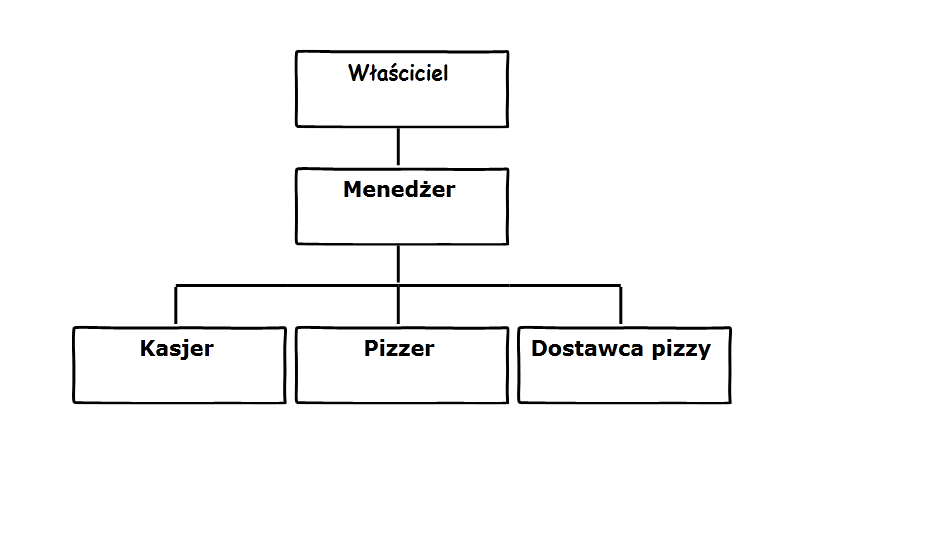 Właściciel
Menedżer
Kasjer
Pizzer
Dostawca pizzy